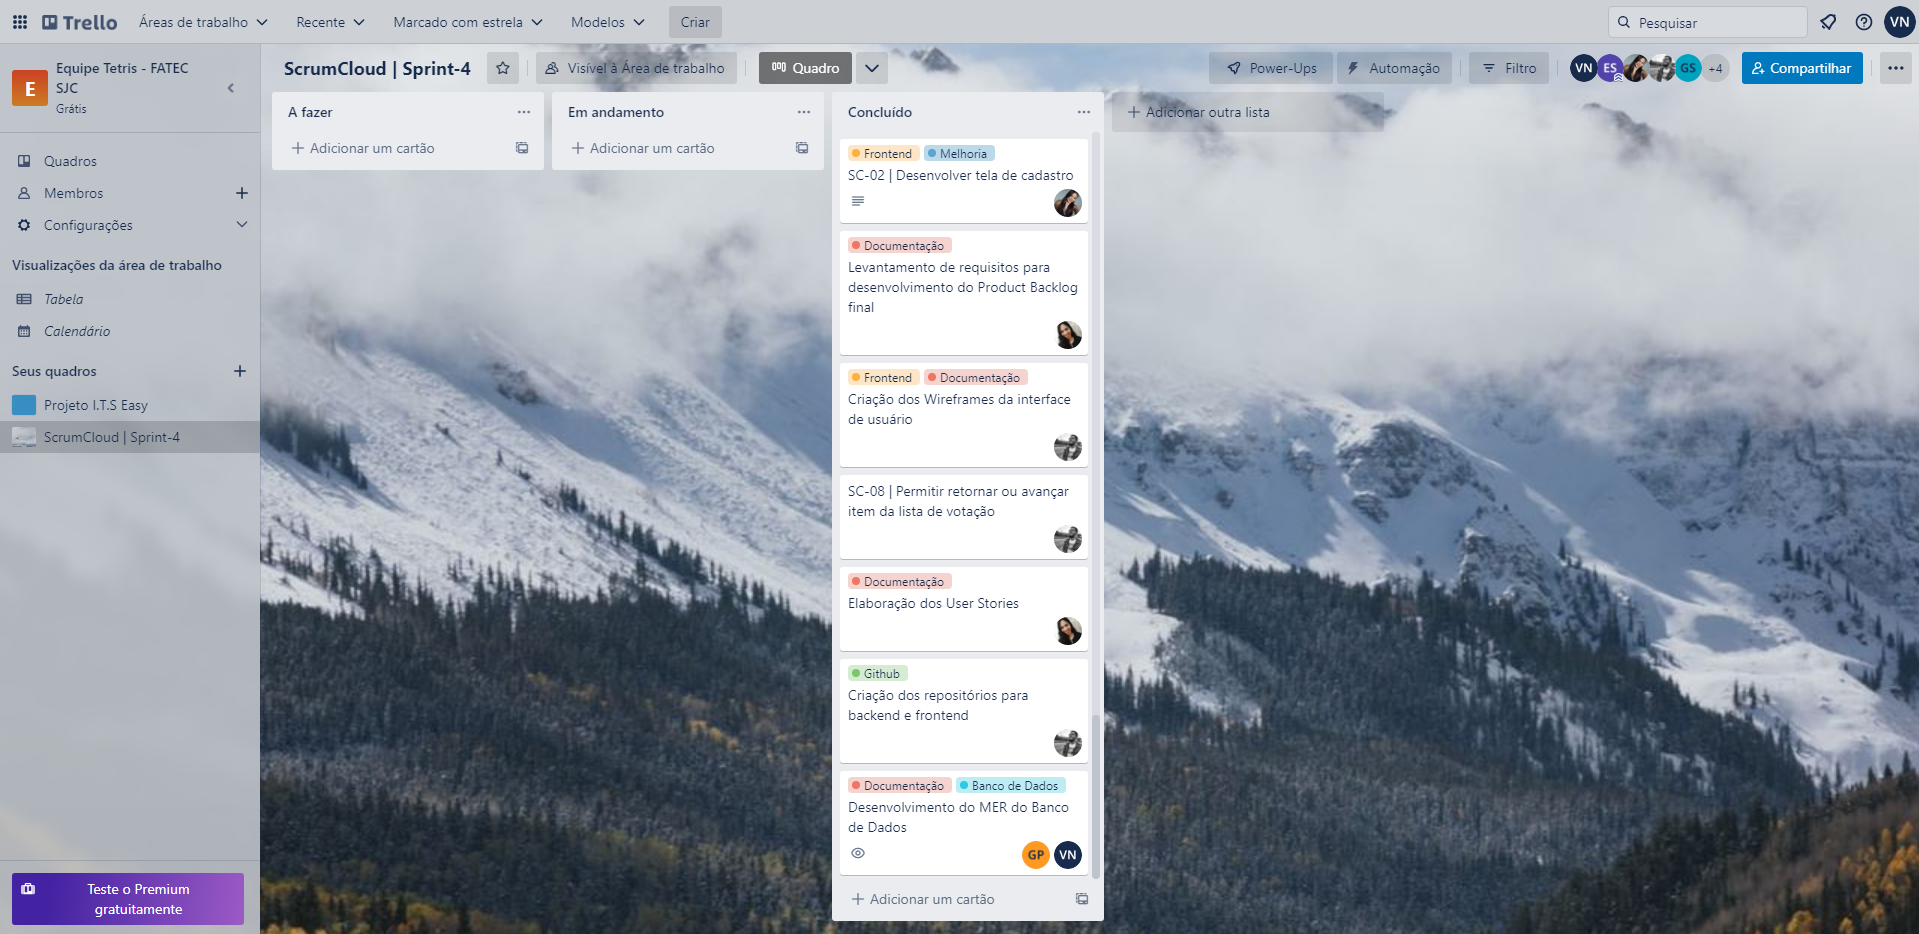 Trello
Áreas de trabalho
Recente
Marcado com estrela
Modelos
Criar
Pesquisar
VN
E
Equipe Tetris - FATEC
SJC
Grátis
Quadros
Membros
Configurações
Visualizações da área de trabalho
Tabela
Calendário
Seus quadros
Projeto I.T.S Easy
ScrumCloud | Sprint-4
Teste o Premium
gratuitamente
ScrumCloud | Sprint-4
Visível à Área de trabalho
Quadro
Power-Ups
Automação
Filtro
VN
ES
GS
+4
Compartilhar
A fazer
Adicionar um cartão
Em andamento
Adicionar um cartão
Concluído
Frontend
Melhoria
SC-02 | Desenvolver tela de cadastro
Documentação
Levantamento de requisitos para
desenvolvimento do Product Backlog
final
Frontend
Documentação
Criação dos Wireframes da interface
de usuário
SC-08 | Permitir retornar ou avançar
item da lista de votação
Documentação
Elaboração dos User Stories
Github
Criação dos repositórios para
backend e frontend
Documentação
Banco de Dados
Desenvolvimento do MER do Banco
de Dados
GP
VN
Adicionar um cartão
Adicionar outra lista